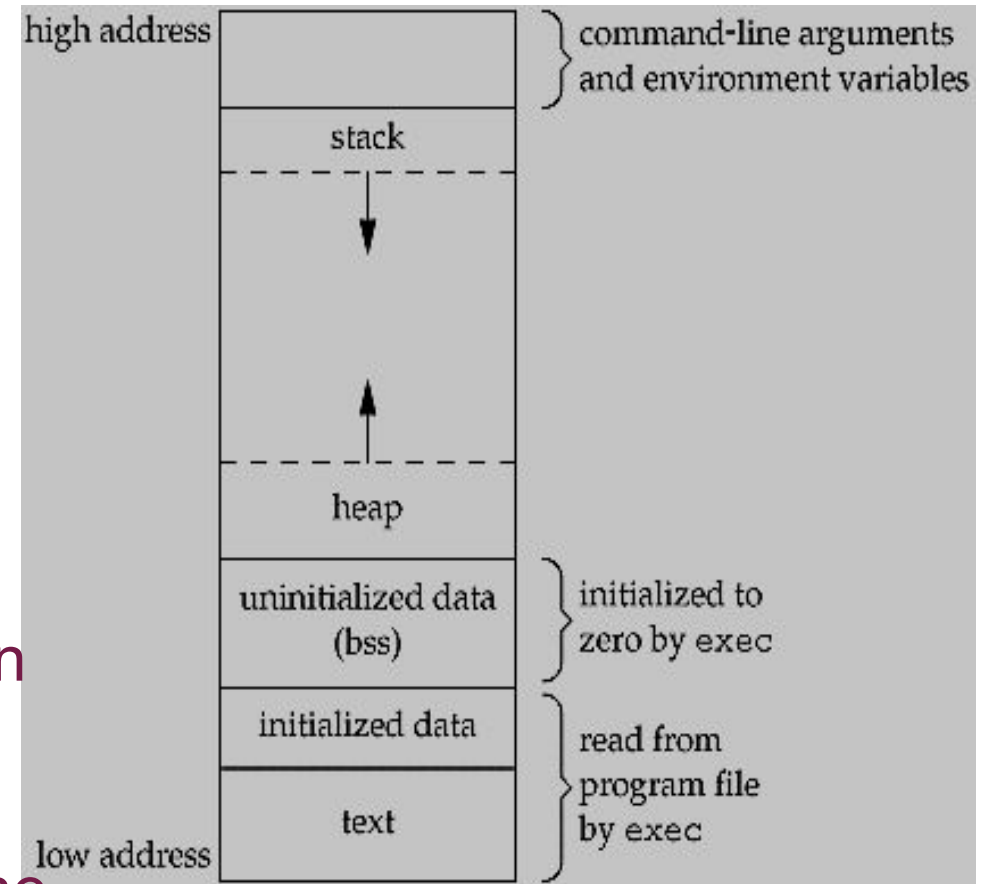 high address
command-line arguments
and environment variables
stack
heap
uninitialized data
(bss)
initialized to
zero by exec
initialized data
read from
program file
by exec
text
low address